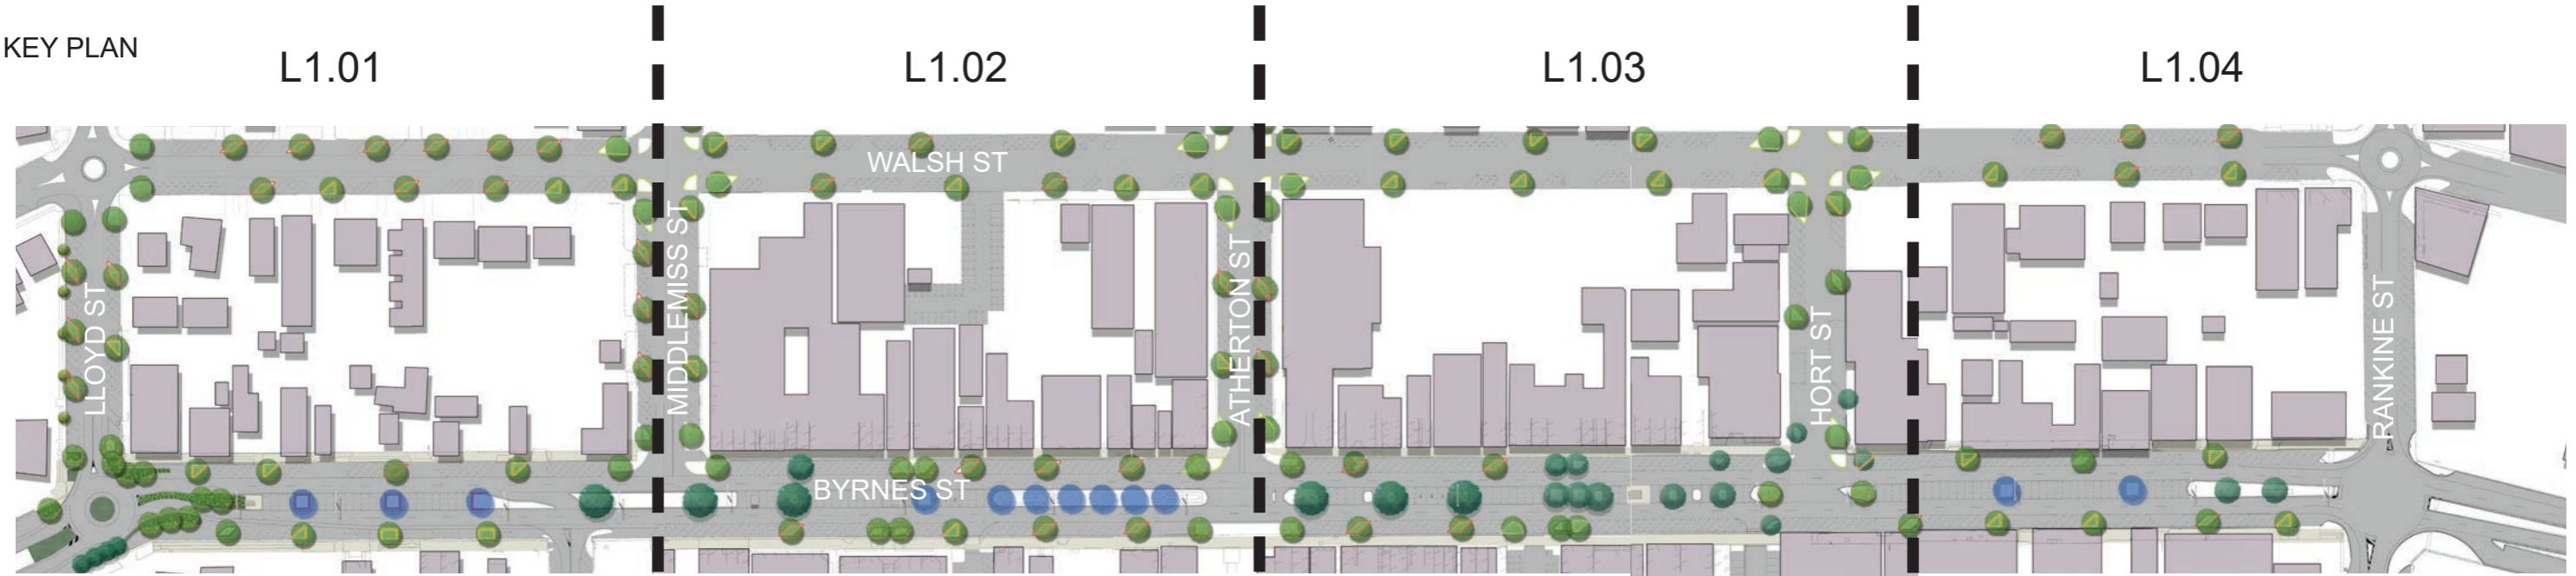 KEY PLAN
L1.01
L1.02
L1.03
L1.04
WALSH ST
LLOYD ST
MIDDLEMISS ST
ATHERTON ST
HORT ST
RANKINE ST
BYRNES ST